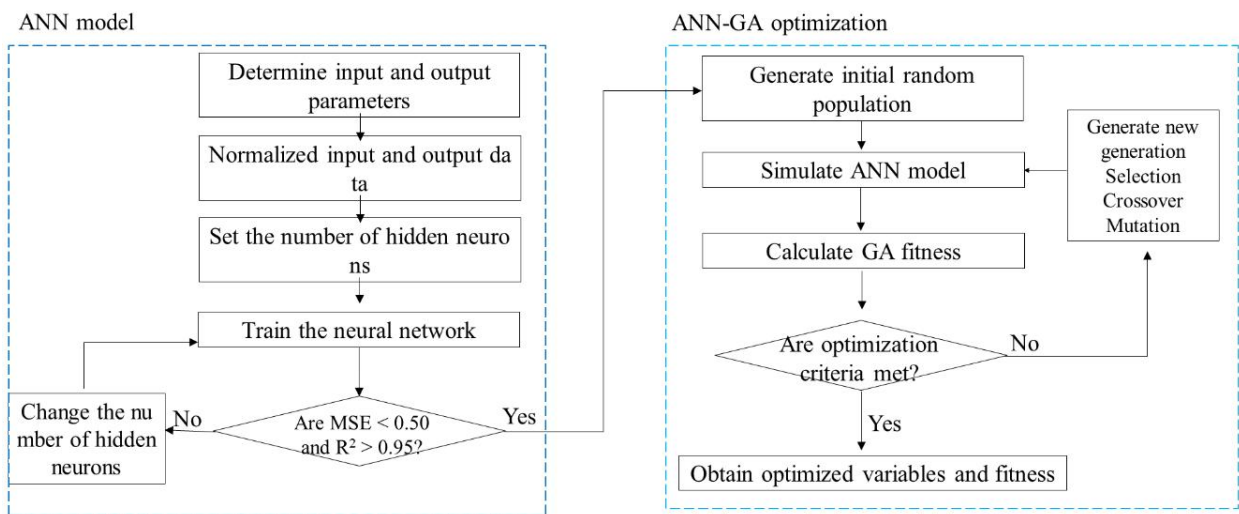 ANN model
Determine input and output
parameters
Normalized input and output da
ta
Set the number of hidden neuro
ns
Train the neural network
Change the nu
mber of hidden
neurons
No
Are MSE < 0.50
and R² > 0.95?
Yes
ANN-GA optimization
Generate initial random
population
Simulate ANN model
Calculate GA fitness
Are optimization
criteria met?
No
Generate new
generation
Selection
Crossover
Mutation
Yes
Obtain optimized variables and fitness